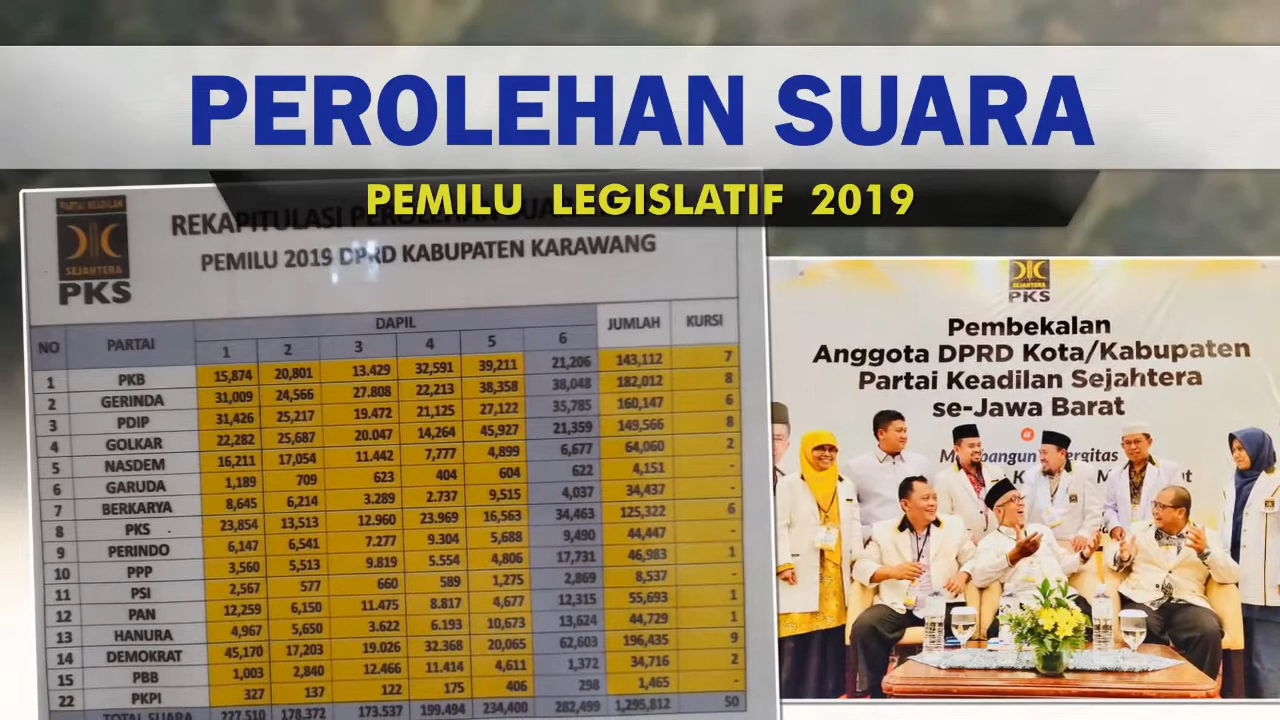 PEROLEHAN SUARA
PEMILU LEGISLATIF 2019
PARTAI KEADILAN
SEJAHTERA
PKS
REKAPITULASI PEROLEHAN SUA
PEMILU 2019 DPRD KABUPATEN KARAWANG
NO PARTAI DAPIL JUMLAH KURSI
1 2 3 4 5 6
1 PKB 15,874 20,801 13.429 32,591 39,211 21,206 143,112 7
2 GERINDA 31,009 24,566 27.808 22,213 38,358 38,048 182,012 8
3 PDIP 31,426 25,217 19.472 21,125 27,122 35,785 160,147 6
4 GOLKAR 22,282 25,687 20.047 14,264 45,927 21,359 149,566 8
5 NASDEM 16,211 17,054 11.442 7,777 4,899 6,677 64,060 2
6 GARUDA 1,189 709 623 404 604 622 4,151 -
7 BERKARYA 8,645 6,214 3.289 2.737 9,515 4,037 34,437 -
8 PKS 23,854 13,513 12.960 23.969 16,563 34,463 125,322 6
9 PERINDO 6,147 6,541 7.277 9.304 5,688 9,490 44,447 -
10 PPP 3,560 5,513 9.819 5.554 4,806 17,731 46,983 1
11 PSI 2,567 577 660 589 1,275 2,869 8,537 -
12 PAN 12,259 6,150 11.475 8.817 4,677 12,315 55,693 1
13 HANURA 4,967 5,650 3.622 6.193 10,673 13,624 44,729 1
14 DEMOKRAT 45,170 17,203 19.026 32.368 20,065 62,603 196,435 9
15 PBB 1,003 2,840 12.466 11.414 4,611 1,372 34,716 2
22 PKPI 327 137 122 175 406 298 1,465 -
TOTAL SUARA 227,510 178,372 173.537 199.494 234,400 282,499 1,295,812 50
SEJAHTERA
PKS
Pembekalan
Anggota DPRD Kota/Kabupaten
Partai Keadilan Sejahtera
se-Jawa Barat